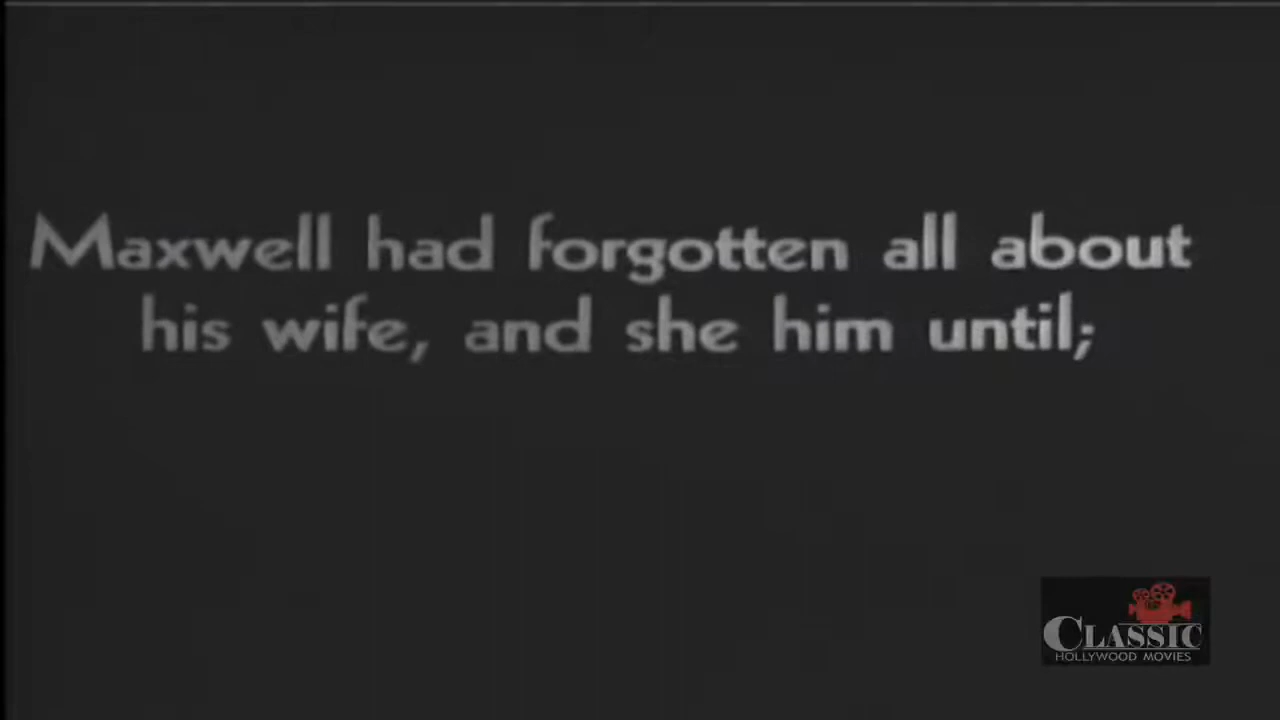 Maxwell had forgotten all about
his wife, and she him until;
CLASSIC
HOLLYWOOD MOVIES